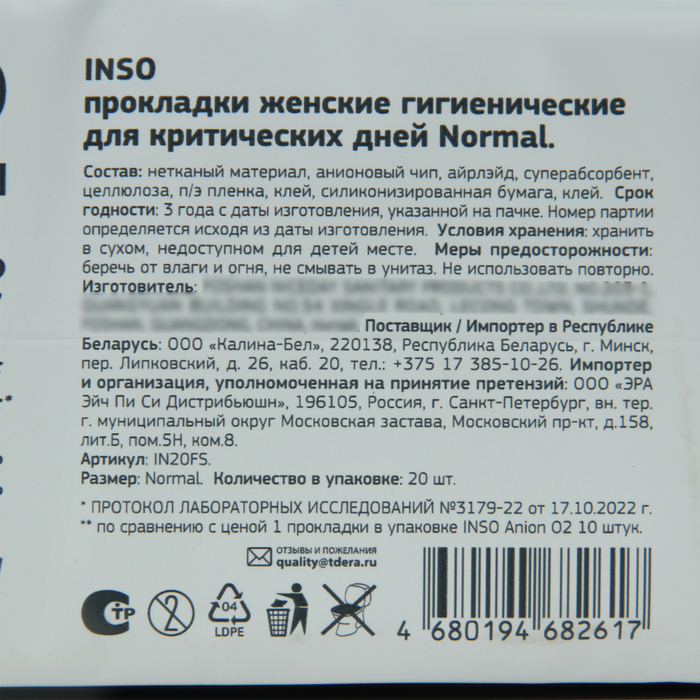 INSO
прокладки женские гигиенические
для критических дней Normal.
Состав: нетканый материал, анионовый чип, айрлэйд, суперабсорбент,
целлюлоза, п/э пленка, клей, силиконизированная бумага, клей. Срок
годности: 3 года с даты изготовления, указанной на пачке. Номер партии
определяется исходя из даты изготовления. Условия хранения: хранить
в сухом, недоступном для детей месте. Меры предосторожности:
беречь от влаги и огня, не смывать в унитаз. Не использовать повторно.
Изготовитель:
Поставщик / Импортер в Республике
Беларусь: ООО «Калина-Бел», 220138, Республика Беларусь, г. Минск,
пер. Липковский, д. 26, каб. 20, тел.: +375 17 385-10-26. Импортер
и организация, уполномоченная на принятие претензий: ООО «ЭРА
Эйч Пи Си Дистрибьюшн», 196105, Россия, г. Санкт-Петербург, вн. тер.
г. муниципальный округ Московская застава, Московский пр-кт, д.158,
лит.Б, пом.5Н, ком.8.
Артикул: IN20FS.
Размер: Normal. Количество в упаковке: 20 шт.
* ПРОТОКОЛ ЛАБОРАТОРНЫХ ИССЛЕДОВАНИЙ №3179-22 от 17.10.2022 г.
** по сравнению с ценой 1 прокладки в упаковке INSO Anion O2 10 штук.
ОТЗЫВЫ И ПОЖЕЛАНИЯ
quality@tdera.ru
СТР
2
04
LDPE
4 680194 682617